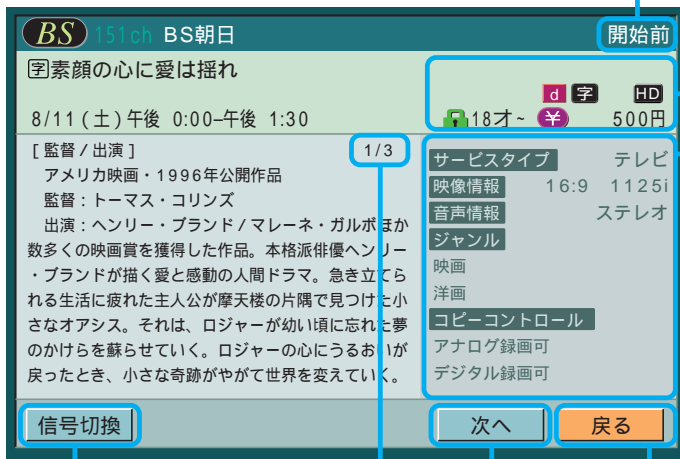 BS 151ch BS朝日 開始前
字素顔の心に愛は揺れ
d 字 HD
8/11(土)午後 0:00–午後 1:30 18才~ ¥ 500円
[監督/出演] 1/3
アメリカ映画・1996年公開作品
監督:トーマス・コリンズ
出演:ヘンリー・ブランド/マレーネ・ガルボほか
数多くの映画賞を獲得した作品。本格派俳優ヘンリー
・ブランドが描く愛と感動の人間ドラマ。急き立てら
れる生活に疲れた主人公が摩天楼の片隅で見つけた小
さなオアシス。それは、ロジャーが幼い頃に忘れた夢
のかけらを蘇らせていく。ロジャーの心にうるおいが
戻ったとき、小さな奇跡がやがて世界を変えていく。
サービスタイプ テレビ
映像情報 16:9 1125i
音声情報 ステレオ
ジャンル
映画
洋画
コピーコントロール
アナログ録画可
デジタル録画可
信号切換 次へ 戻る